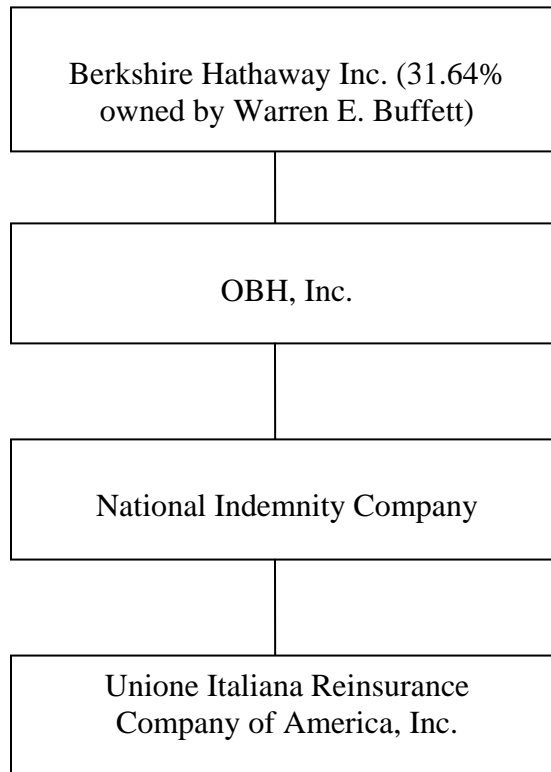 Berkshire Hathaway Inc. (31.64%
owned by Warren E. Buffett)
OBH, Inc.
National Indemnity Company
Unione Italiana Reinsurance
Company of America, Inc.